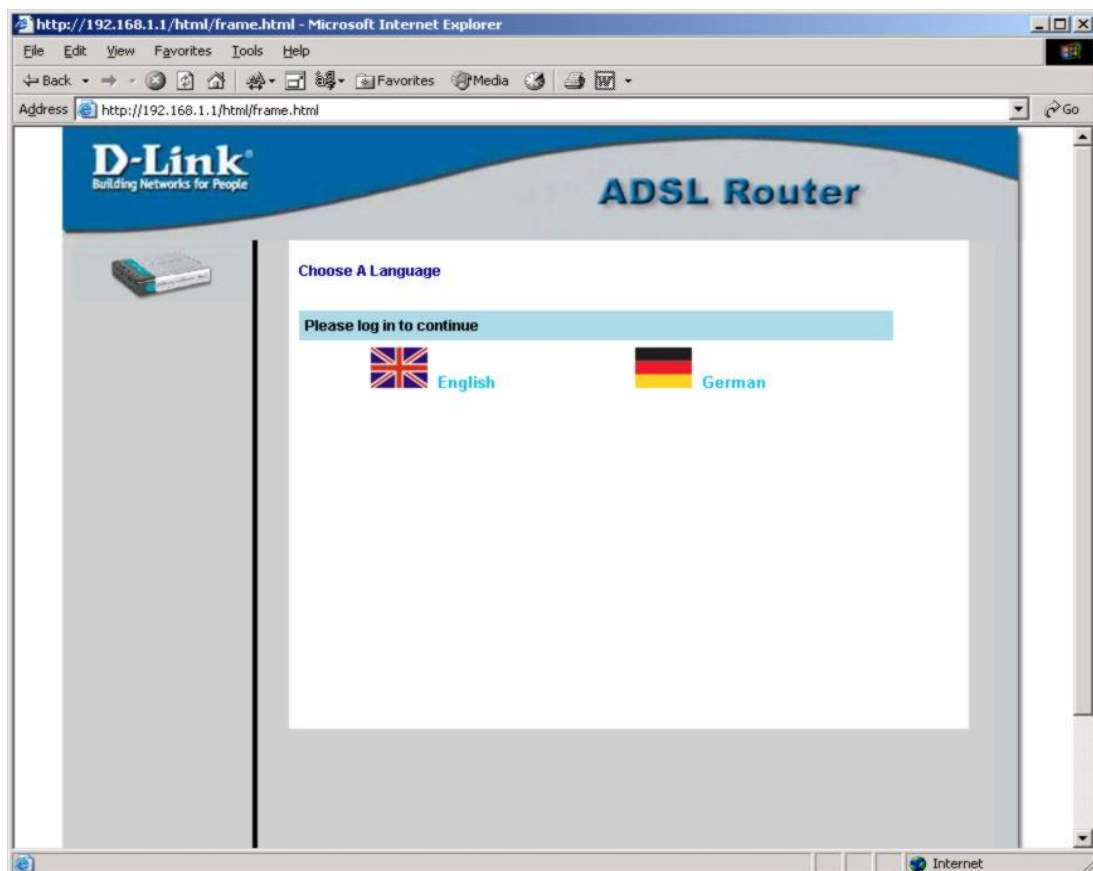 http://192.168.1.1/html/frame.html - Microsoft Internet Explorer
File Edit View Favorites Tools Help
Back Favorites Media
Address http://192.168.1.1/html/frame.html Go
D-Link®
Building Networks for People
ADSL Router
Choose A Language
Please log in to continue
English German
Internet